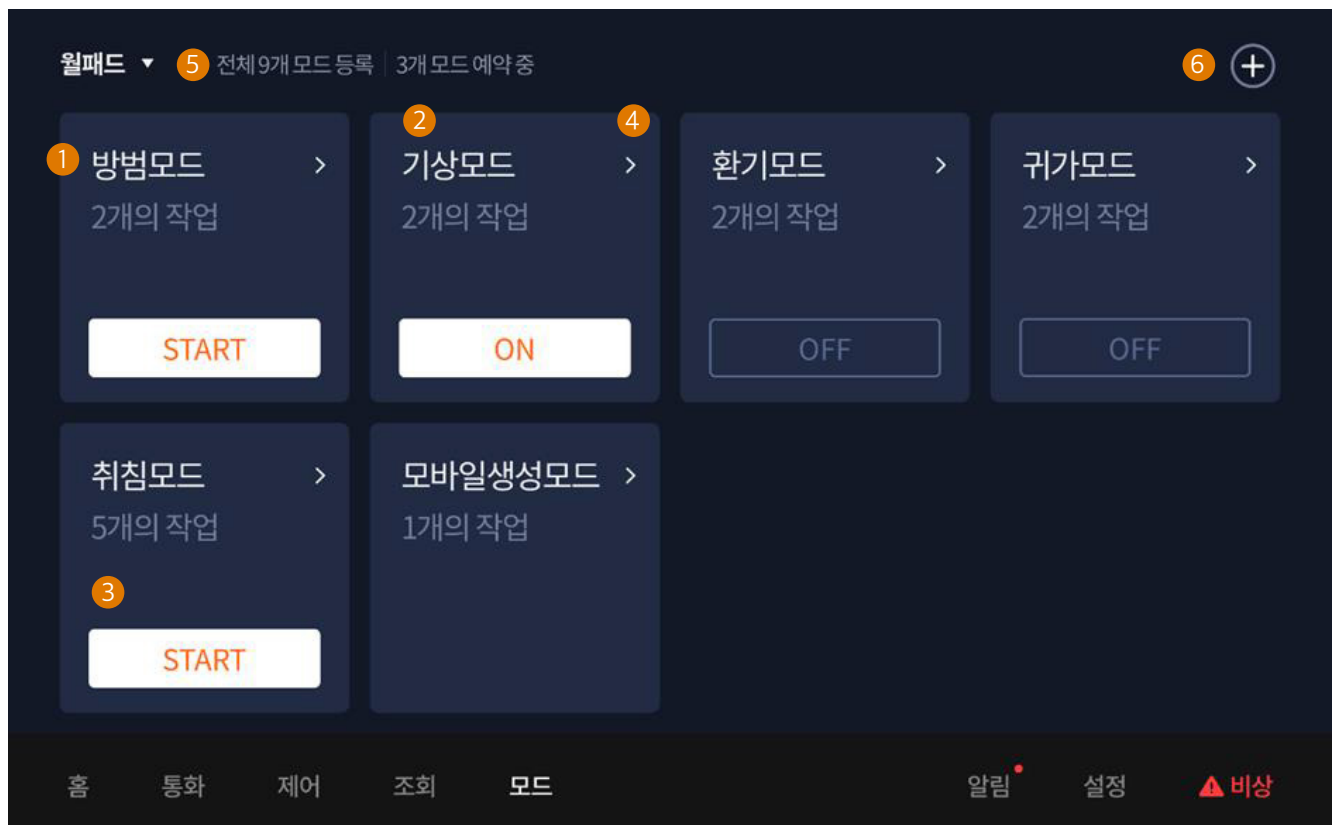 월패드 ▼ 5 전체 9개 모드 등록 | 3개 모드 예약 중
6
1 방범모드 >
2개의 작업
START
2
4
기상모드 >
2개의 작업
ON
환기모드 >
2개의 작업
OFF
귀가모드 >
2개의 작업
OFF
취침모드 >
5개의 작업
3
START
모바일생성모드 >
1개의 작업
홈 통화 제어 조회 모드 알림 설정 비상